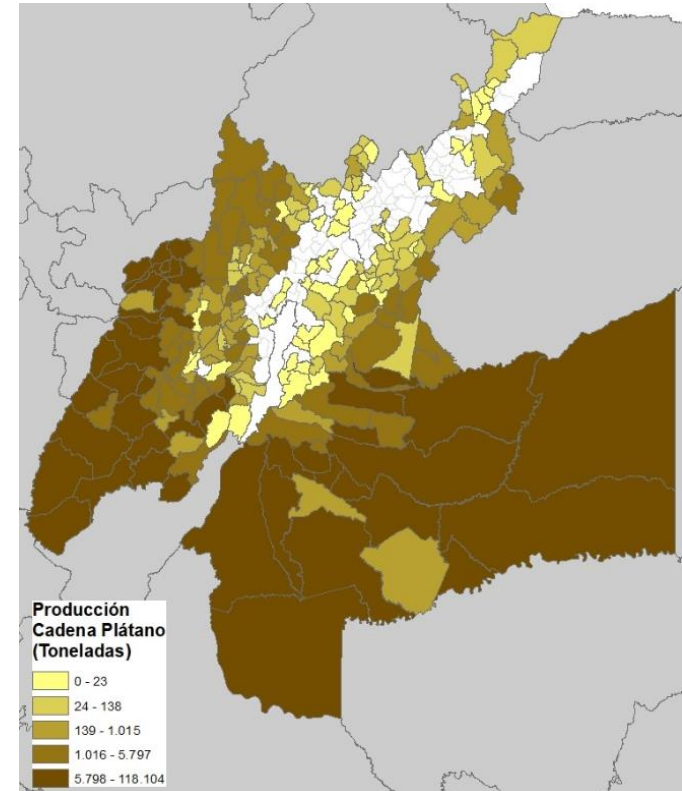 Producción
Cadena Plátano
(Toneladas)
0 - 23
24 - 138
139 - 1.015
1.016 - 5.797
5.798 - 118.104